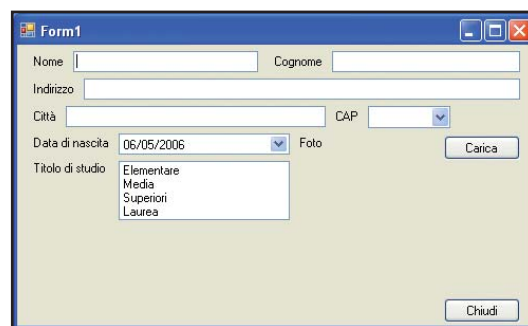 Form1
Nome Cognome
Indirizzo
Città CAP
Data di nascita 06/05/2006 Foto Carica
Titolo di studio Elementare
Media
Superiori
Laurea
Chiudi